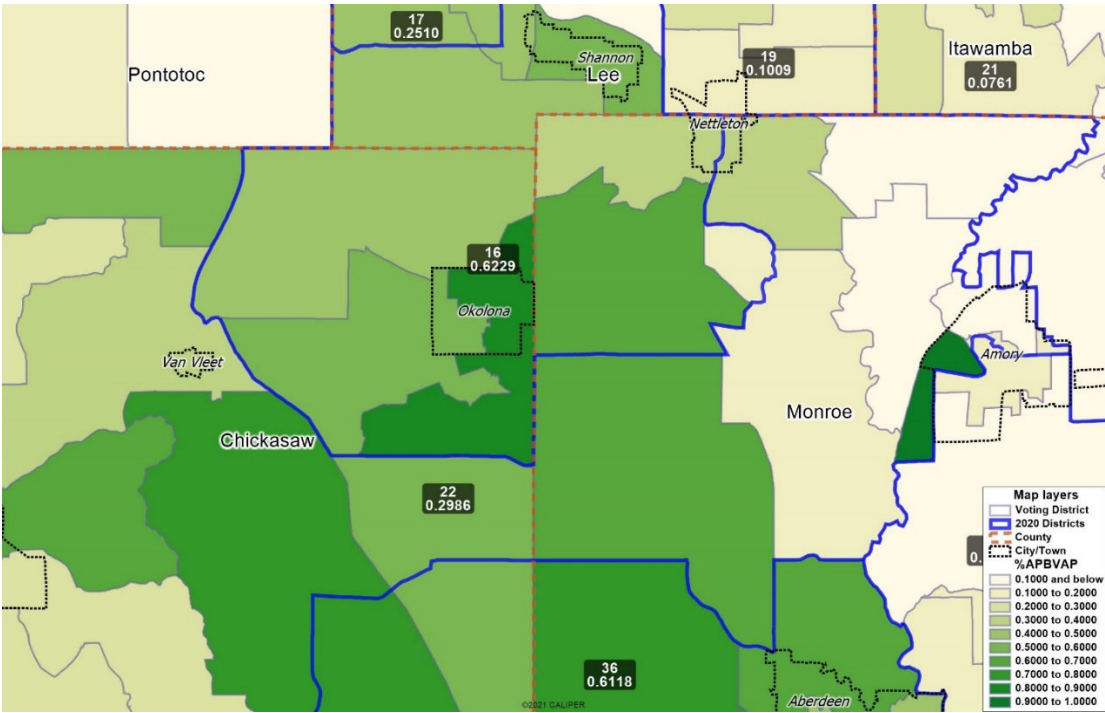 17
0.2510
Shannon
Lee
19
0.1009
Itawamba
21
0.0761
Pontotoc
Nettleton
16
0.6229
Okolona
Van Vleet
Amory
Monroe
Chickasaw
22
0.2986
36
0.6118
Aberdeen
©2021 CALIPER
Map layers
Voting District
2020 Districts
County
City/Town
%APBVAP
0.1000 and below
0.1000 to 0.2000
0.2000 to 0.3000
0.3000 to 0.4000
0.4000 to 0.5000
0.5000 to 0.6000
0.6000 to 0.7000
0.7000 to 0.8000
0.8000 to 0.9000
0.9000 to 1.0000